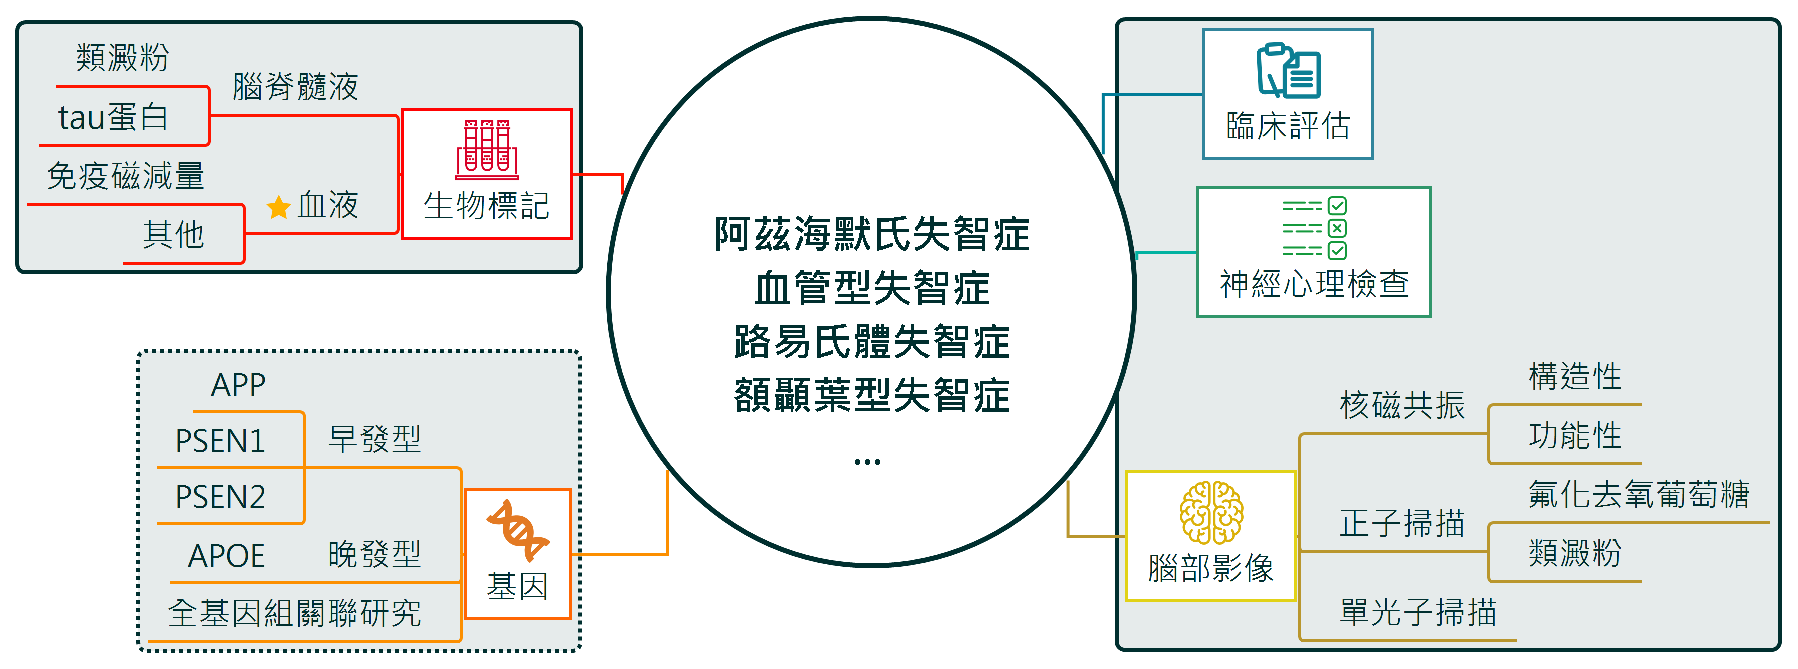 類澱粉
tau蛋白
腦脊髓液
免疫磁減量
其他
血液
生物標記
APP
PSEN1
PSEN2
早發型
APOE
晚發型
全基因組關聯研究
基因
阿茲海默氏失智症
血管型失智症
路易氏體失智症
額顳葉型失智症
...
臨床評估
神經心理檢查
腦部影像
核磁共振
構造性
功能性
正子掃描
氟化去氧葡萄糖
類澱粉
單光子掃描